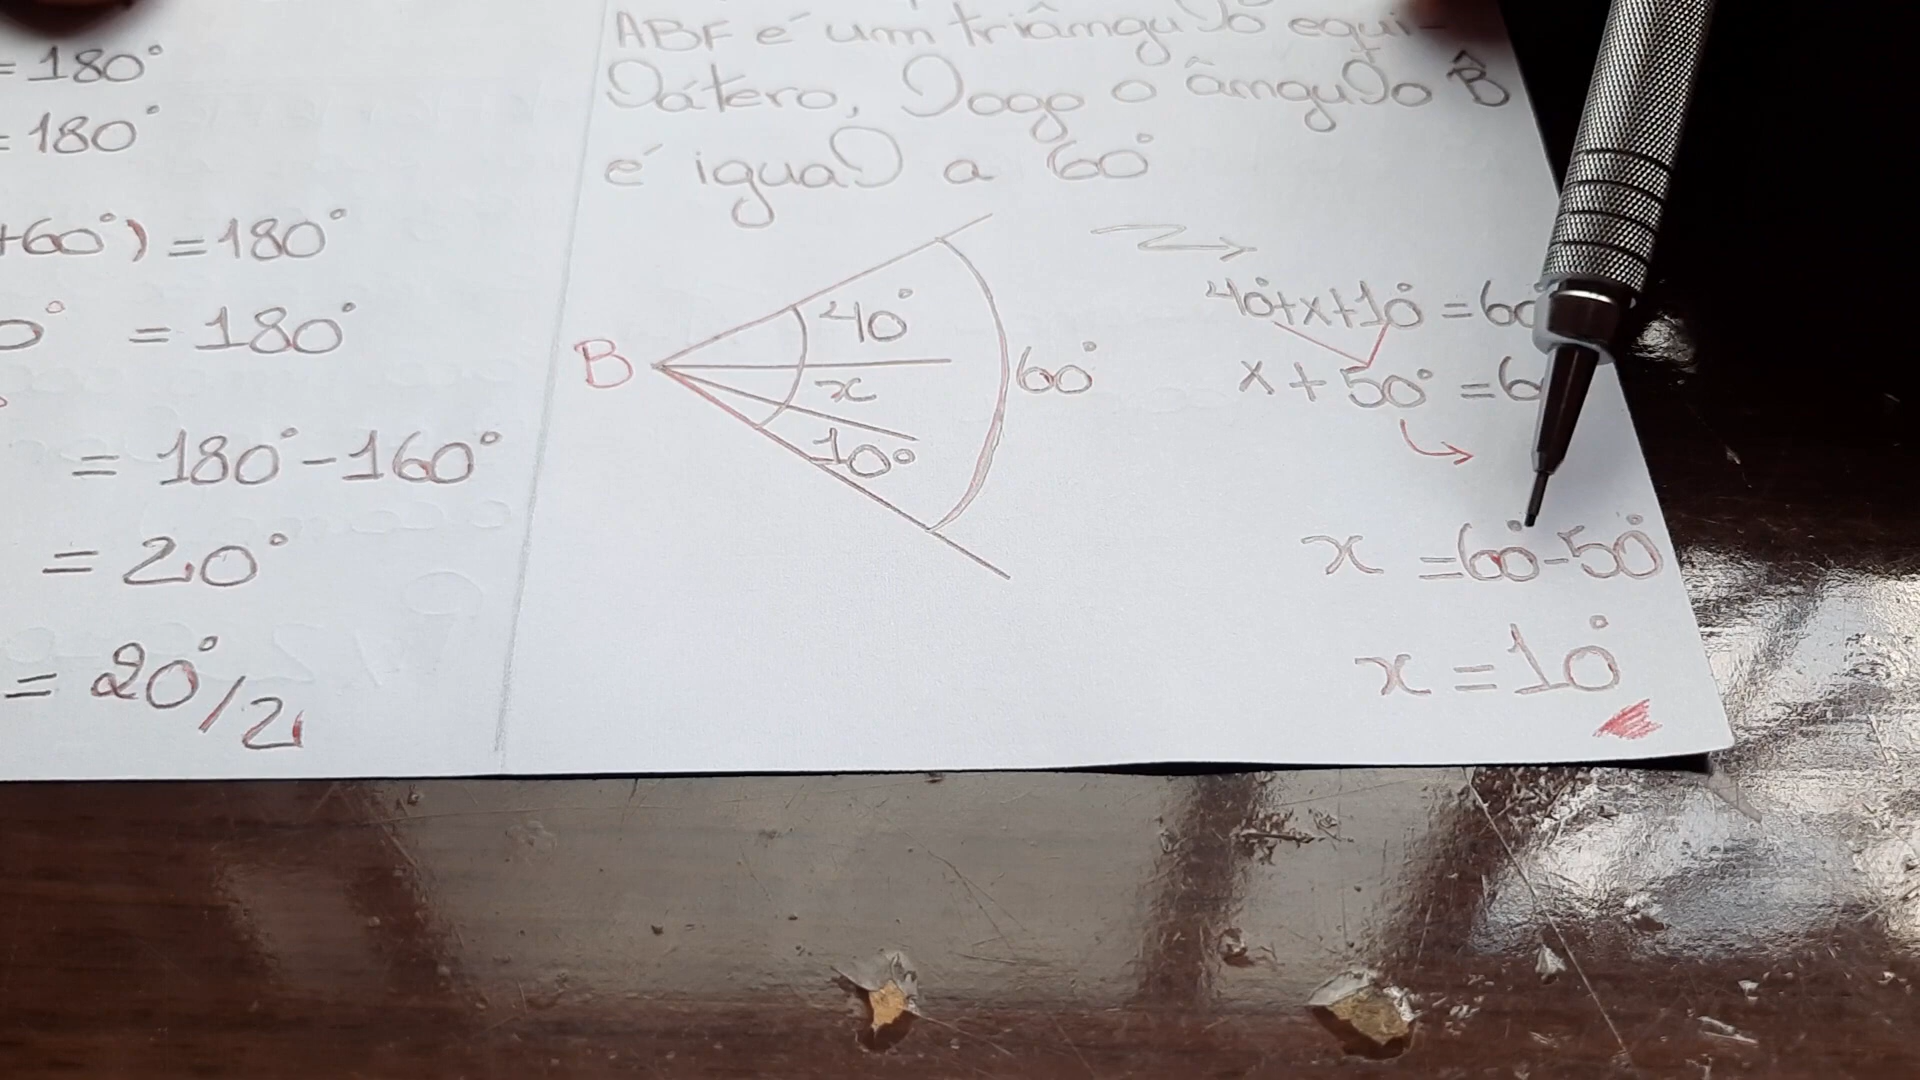 = 180°
= 180°
+60°) = 180°
0° = 180°
= 180° - 160°
= 20°
= 20°/2
ABF é um triângulo equi-
látero, logo o ângulo B̂
é igual a 60°
B
40°
x
10°
60°
40°+x+10° = 60
x + 50° = 6
x = 60° - 50°
x = 10°